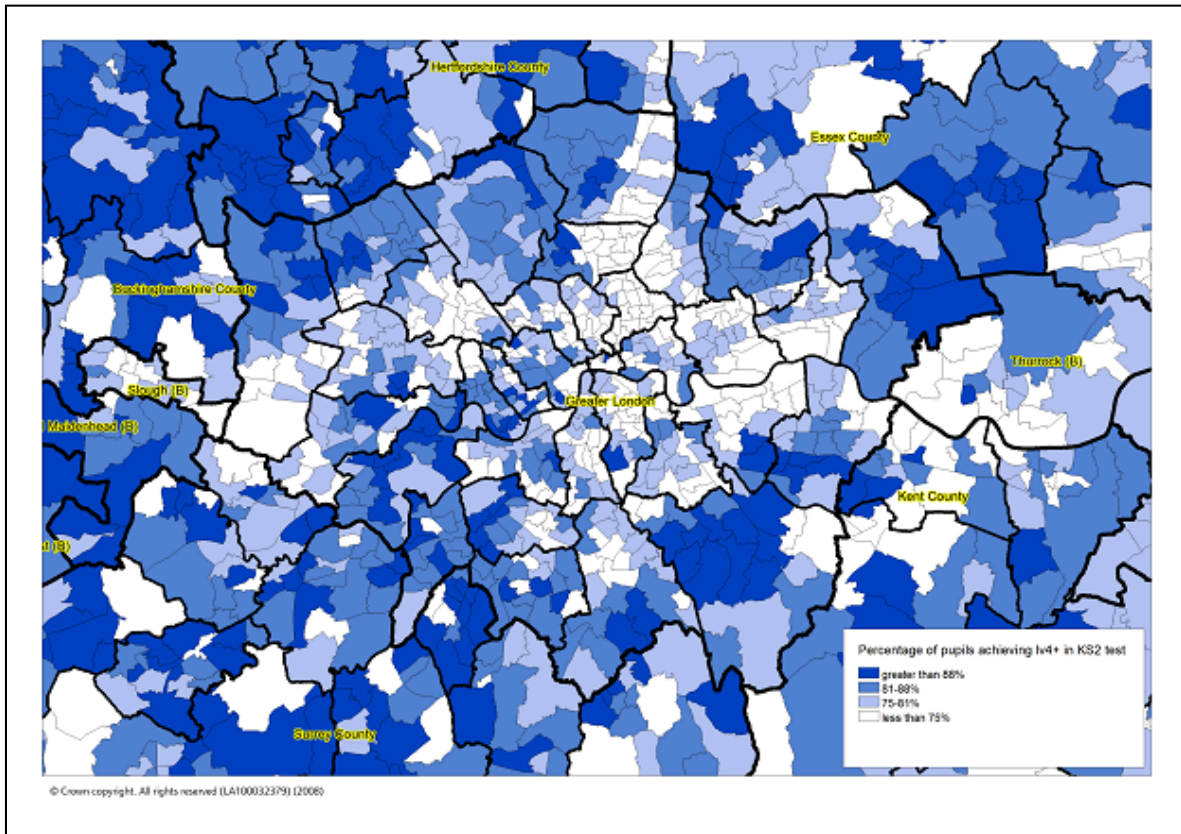 Hertfordshire County
Essex County
Buckinghamshire County
Thurrock (B)
Slough (B)
Greater London
Maidenhead (B)
Kent County
(B)
Surrey County
Percentage of pupils achieving lv4+ in KS2 test
greater than 88%
81-88%
75-81%
less than 75%
© Crown copyright. All rights reserved (LA100032379) (2008)